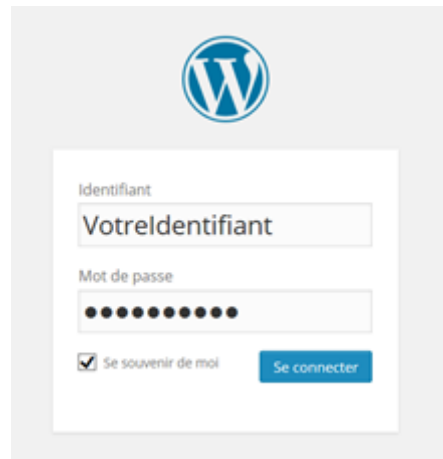 Identifiant
VotreIdentifiant
Mot de passe
●●●●●●●●●●
Se souvenir de moi
Se connecter